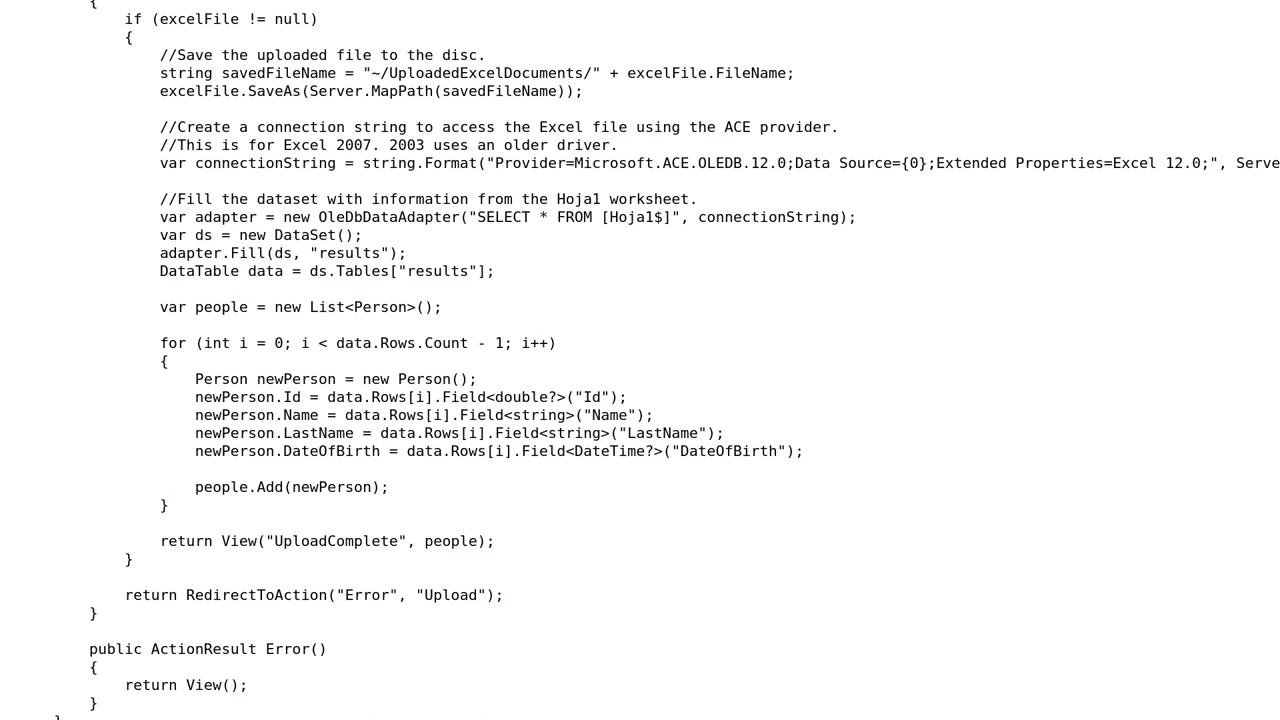 {
if (excelFile != null)
{
//Save the uploaded file to the disc.
string savedFileName = "~/UploadedExcelDocuments/" + excelFile.FileName;
excelFile.SaveAs(Server.MapPath(savedFileName));
//Create a connection string to access the Excel file using the ACE provider.
//This is for Excel 2007. 2003 uses an older driver.
var connectionString = string.Format("Provider=Microsoft.ACE.OLEDB.12.0;Data Source={0};Extended Properties=Excel 12.0;", Serve
//Fill the dataset with information from the Hoja1 worksheet.
var adapter = new OleDbDataAdapter("SELECT * FROM [Hoja1$]", connectionString);
var ds = new DataSet();
adapter.Fill(ds, "results");
DataTable data = ds.Tables["results"];
var people = new List<Person>();
for (int i = 0; i < data.Rows.Count - 1; i++)
{
Person newPerson = new Person();
newPerson.Id = data.Rows[i].Field<double?>("Id");
newPerson.Name = data.Rows[i].Field<string>("Name");
newPerson.LastName = data.Rows[i].Field<string>("LastName");
newPerson.DateOfBirth = data.Rows[i].Field<DateTime?>("DateOfBirth");
people.Add(newPerson);
}
return View("UploadComplete", people);
}
return RedirectToAction("Error", "Upload");
}
public ActionResult Error()
{
return View();
}
}